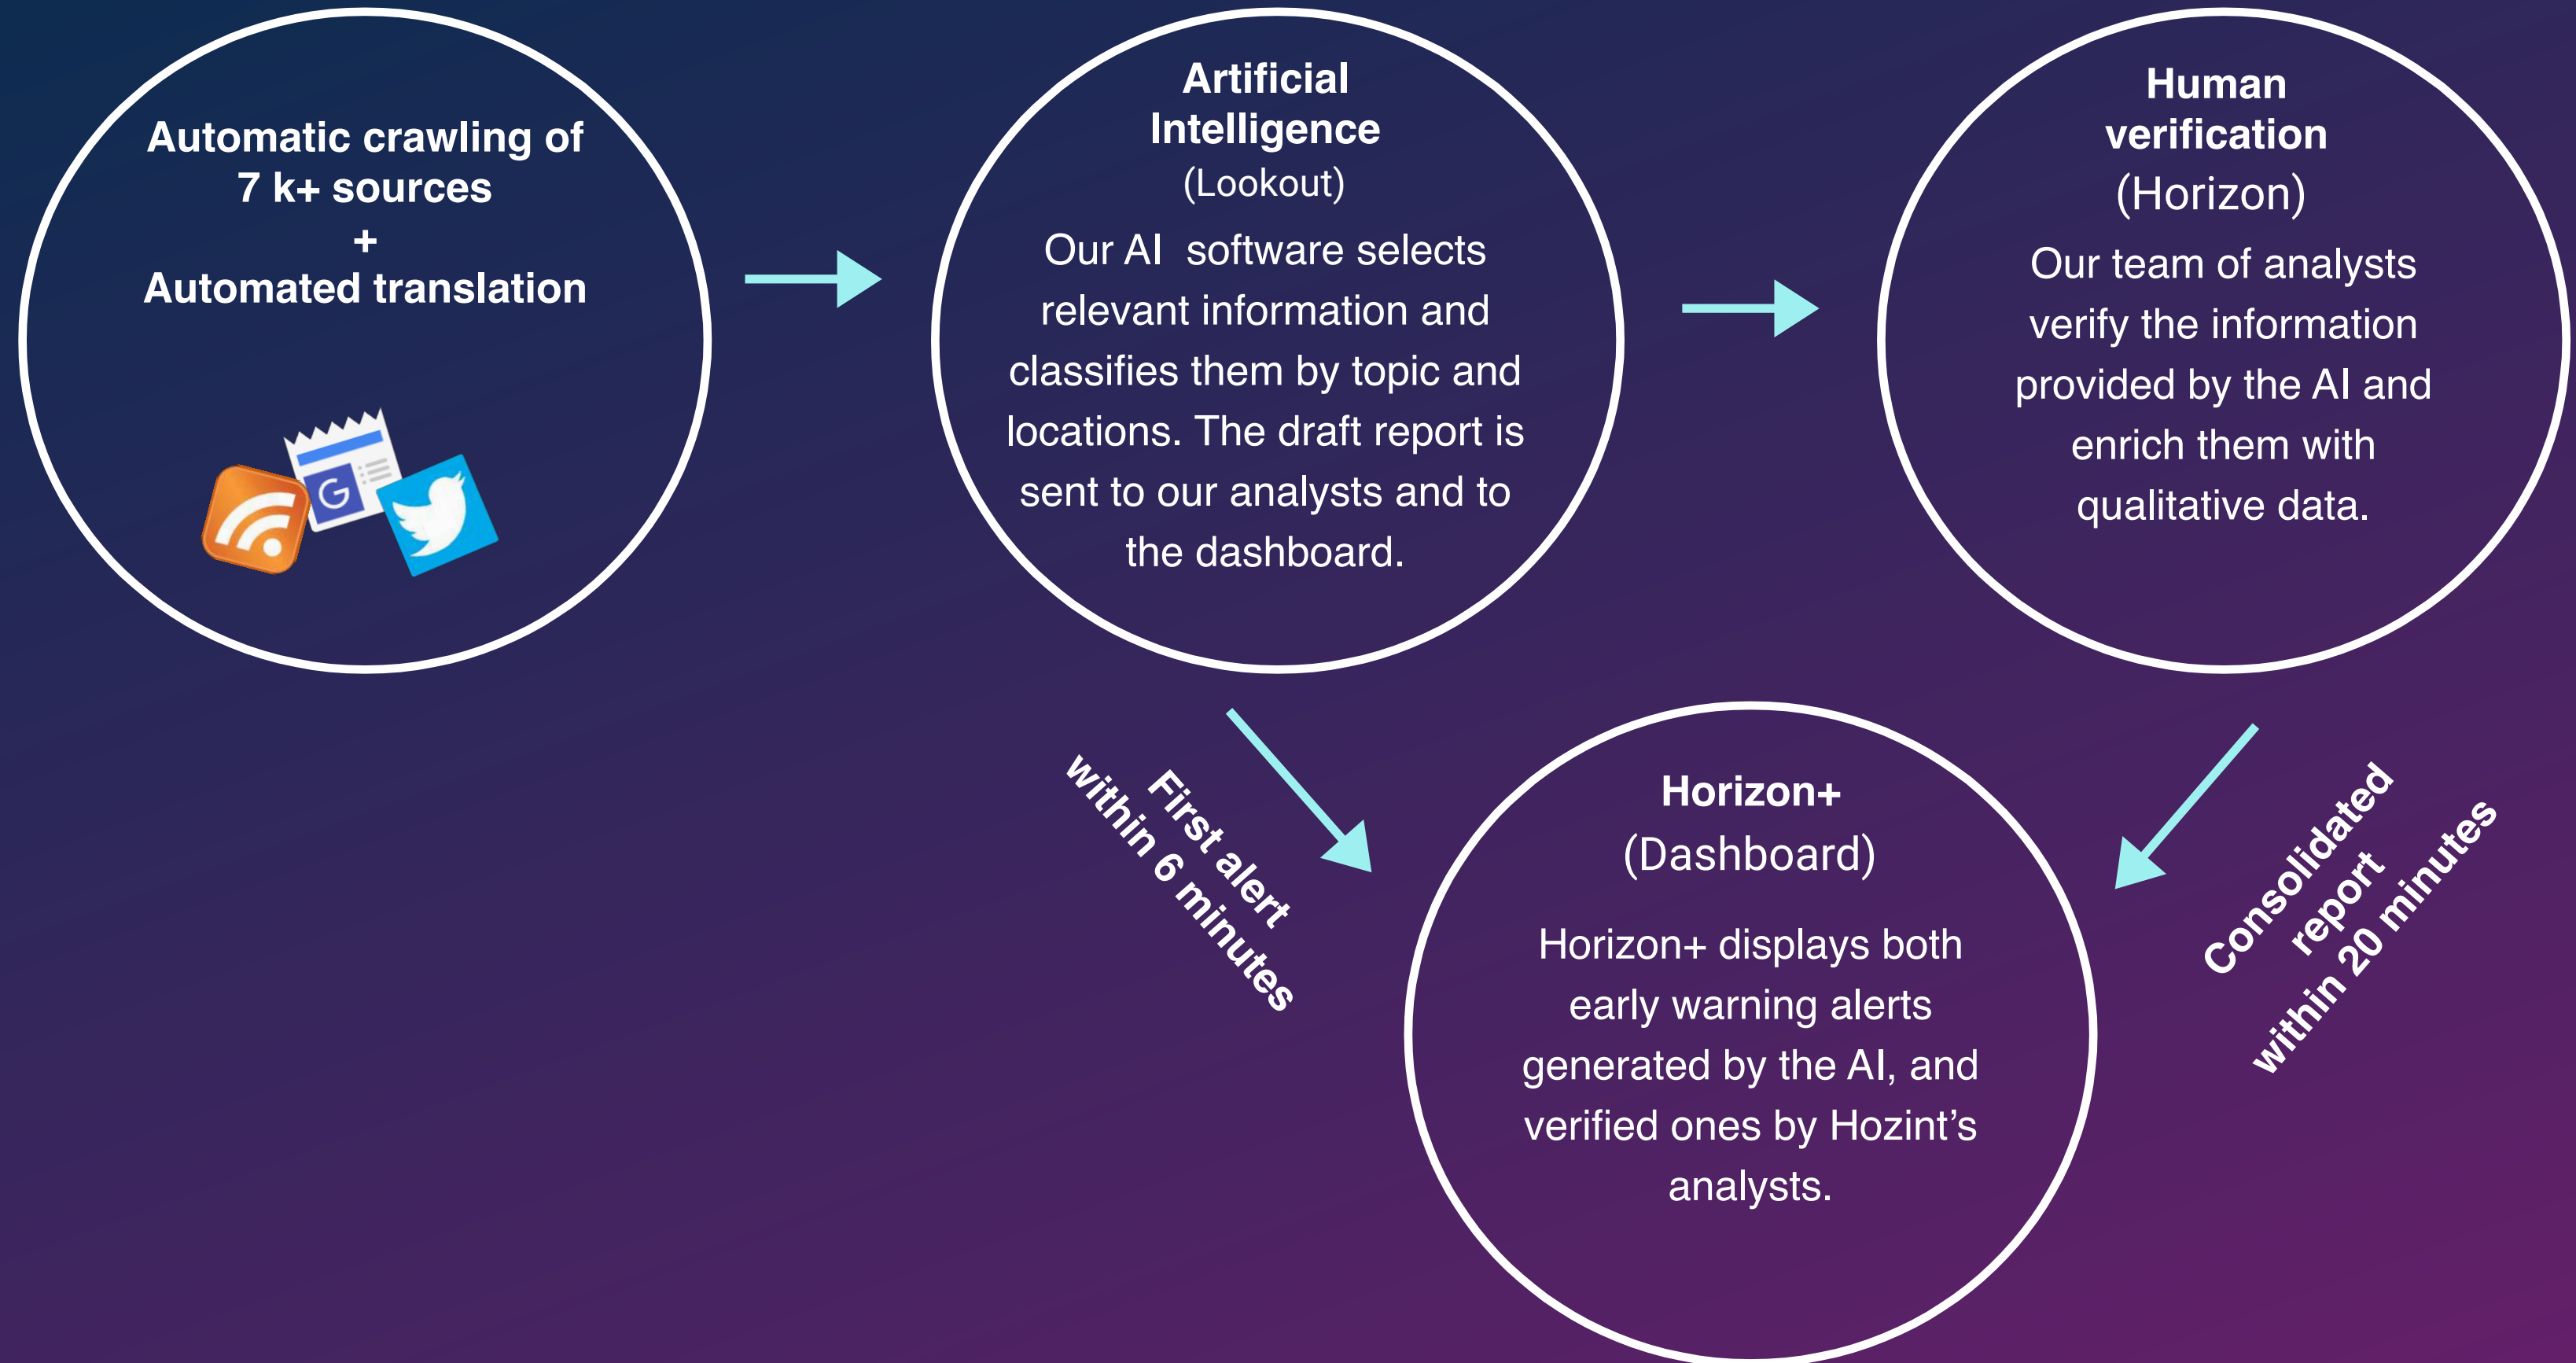 Automatic crawling of
7 k+ sources
+
Automated translation
G
Artificial
Intelligence
(Lookout)
Our AI  software selects
relevant information and
classifies them by topic and
locations. The draft report is
sent to our analysts and to
the dashboard.
Human
verification
(Horizon)
Our team of analysts
verify the information
provided by the AI and
enrich them with
qualitative data.
First alert
within 6 minutes
Horizon+
(Dashboard)
Horizon+ displays both
early warning alerts
generated by the AI, and
verified ones by Hozint’s
analysts.
Consolidated
report
within 20 minutes